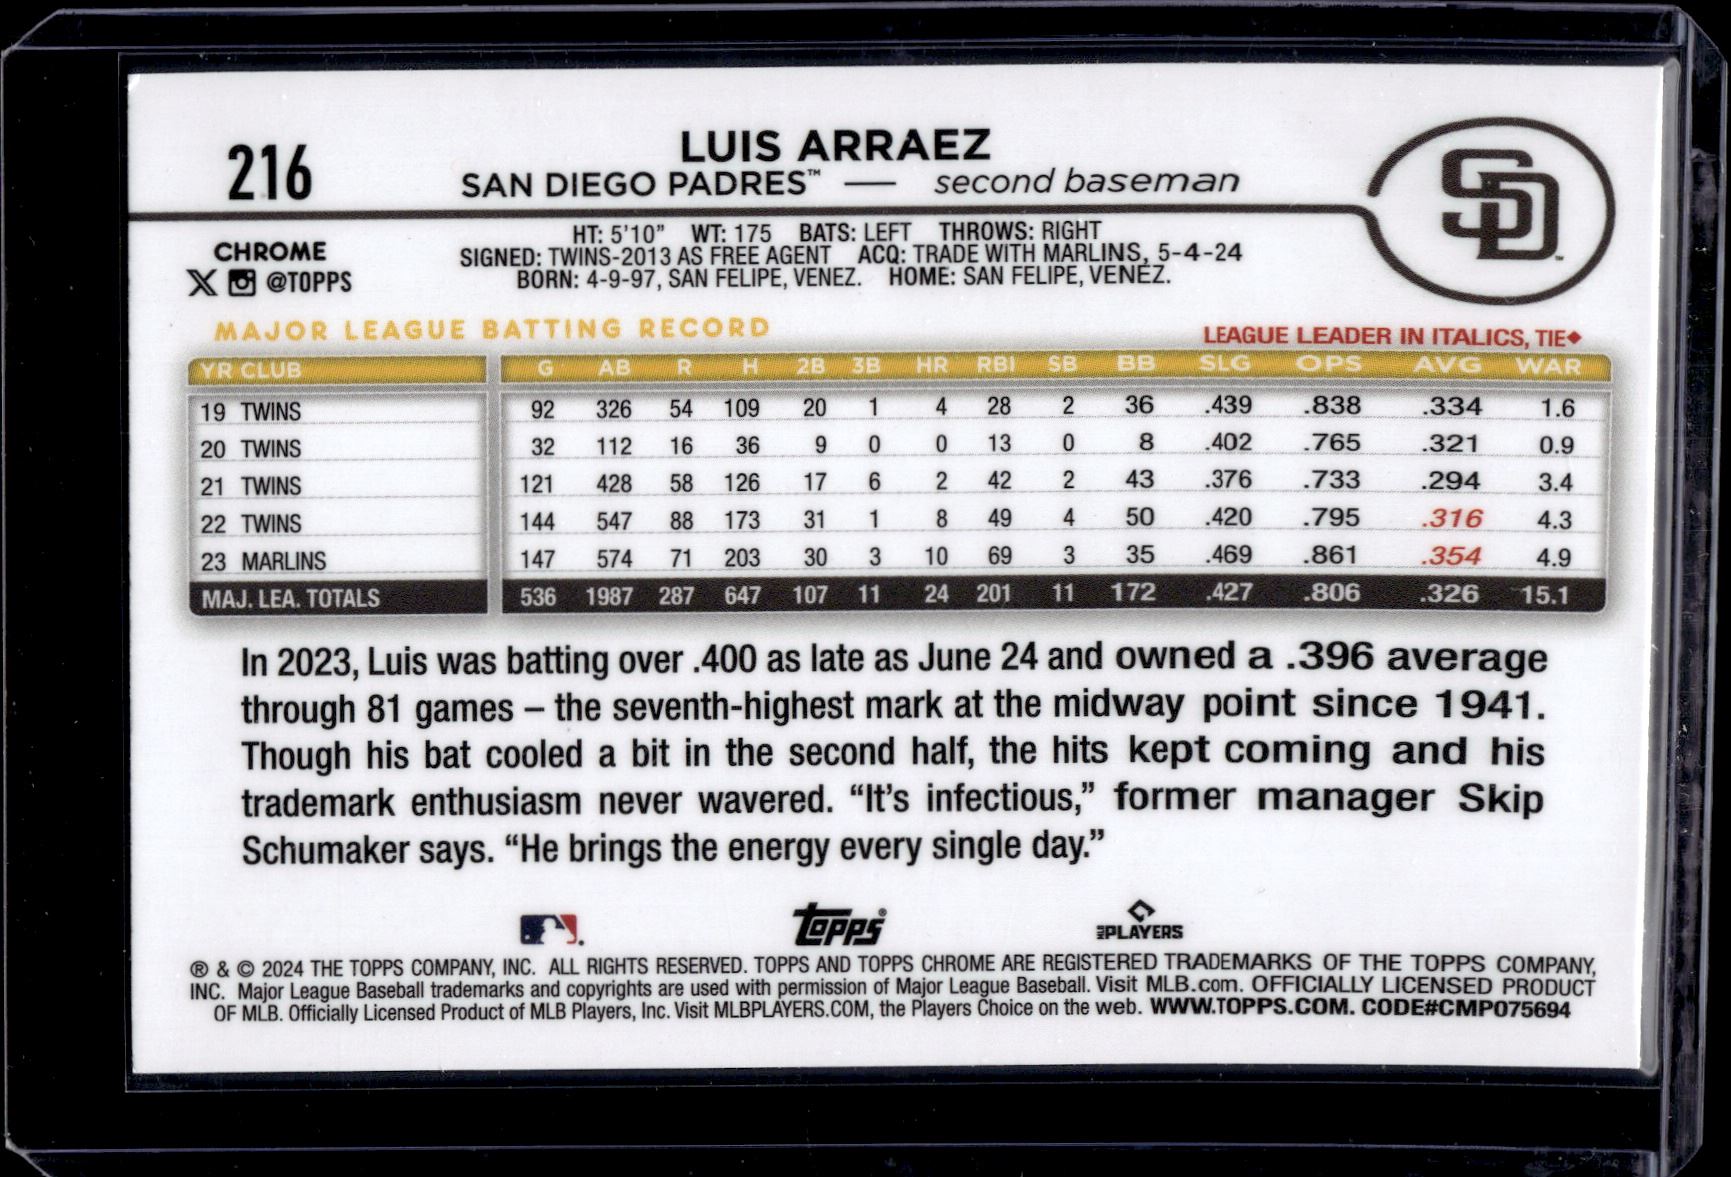 216
LUIS ARRAEZ
SAN DIEGO PADRES™ — second baseman
SD
CHROME
X @TOPPS
HT: 5'10" WT: 175 BATS: LEFT THROWS: RIGHT
SIGNED: TWINS-2013 AS FREE AGENT ACQ: TRADE WITH MARLINS, 5-4-24
BORN: 4-9-97, SAN FELIPE, VENEZ. HOME: SAN FELIPE, VENEZ.
MAJOR LEAGUE BATTING RECORD
LEAGUE LEADER IN ITALICS, TIE◆
YR CLUB G AB R H 2B 3B HR RBI SB BB SLG OPS AVG WAR
19 TWINS 92 326 54 109 20 1 4 28 2 36 .439 .838 .334 1.6
20 TWINS 32 112 16 36 9 0 0 13 0 8 .402 .765 .321 0.9
21 TWINS 121 428 58 126 17 6 2 42 2 43 .376 .733 .294 3.4
22 TWINS 144 547 88 173 31 1 8 49 4 50 .420 .795 .316 4.3
23 MARLINS 147 574 71 203 30 3 10 69 3 35 .469 .861 .354 4.9
MAJ. LEA. TOTALS 536 1987 287 647 107 11 24 201 11 172 .427 .806 .326 15.1
In 2023, Luis was batting over .400 as late as June 24 and owned a .396 average
through 81 games – the seventh-highest mark at the midway point since 1941.
Though his bat cooled a bit in the second half, the hits kept coming and his
trademark enthusiasm never wavered. “It's infectious,” former manager Skip
Schumaker says. “He brings the energy every single day.”
Topps®
MLB PLAYERS
® & © 2024 THE TOPPS COMPANY, INC. ALL RIGHTS RESERVED. TOPPS AND TOPPS CHROME ARE REGISTERED TRADEMARKS OF THE TOPPS COMPANY,
INC. Major League Baseball trademarks and copyrights are used with permission of Major League Baseball. Visit MLB.com. OFFICIALLY LICENSED PRODUCT
OF MLB. Officially Licensed Product of MLB Players, Inc. Visit MLBPLAYERS.COM, the Players Choice on the web. WWW.TOPPS.COM. CODE#CMP075694